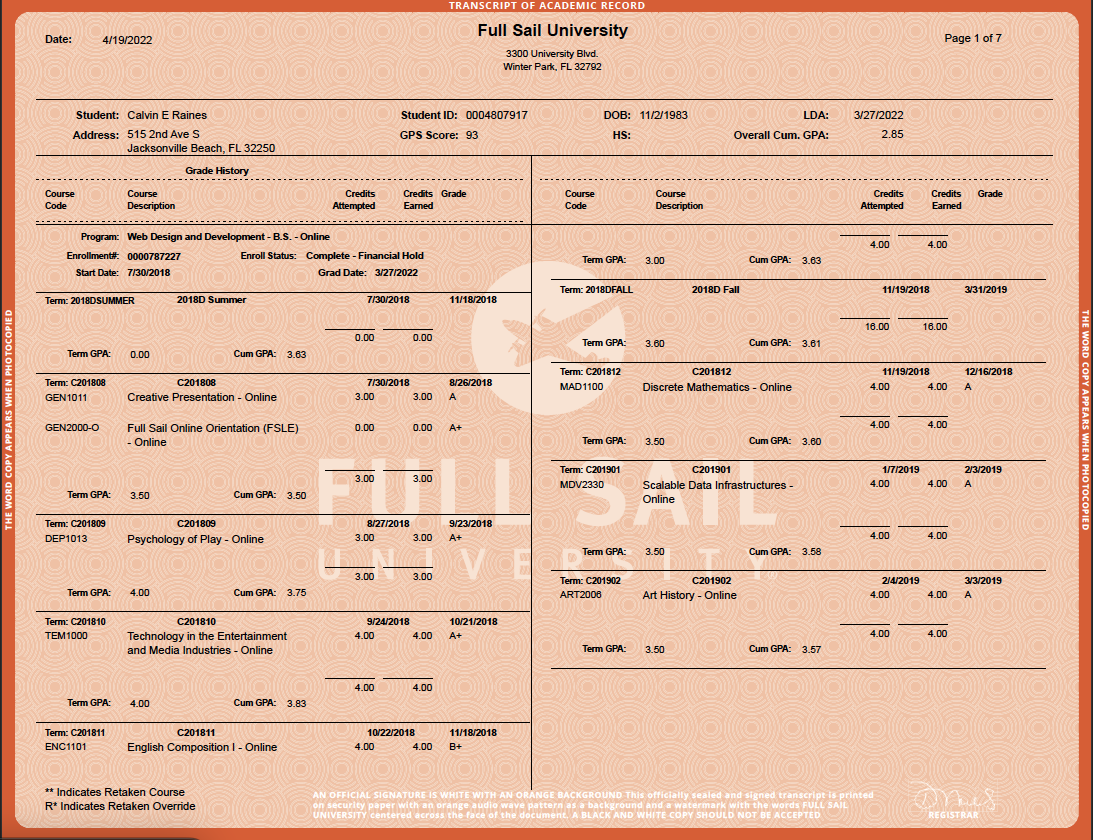 TRANSCRIPT OF ACADEMIC RECORD
Date: 4/19/2022
Full Sail University
Page 1 of 7
3300 University Blvd.
Winter Park, FL 32792
Student: Calvin E Raines Student ID: 0004807917 DOB: 11/2/1983 LDA: 3/27/2022
Address: 515 2nd Ave S GPS Score: 93 HS: Overall Cum. GPA: 2.85
Jacksonville Beach, FL 32250
Grade History
Course Course Credits Credits Grade
Code Description Attempted Earned
Program: Web Design and Development - B.S. - Online
Enrollment#: 0000787227 Enroll Status: Complete - Financial Hold
Start Date: 7/30/2018 Grad Date: 3/27/2022
Term: 2018DSUMMER 2018D Summer 7/30/2018 11/18/2018
0.00 0.00
Term GPA: 0.00 Cum GPA: 3.63
Term: C201808 C201808 7/30/2018 8/26/2018
GEN1011 Creative Presentation - Online 3.00 3.00 A
GEN2000-O Full Sail Online Orientation (FSLE) 0.00 0.00 A+
- Online
3.00 3.00
Term GPA: 3.50 Cum GPA: 3.50
Term: C201809 C201809 8/27/2018 9/23/2018
DEP1013 Psychology of Play - Online 3.00 3.00 A+
3.00 3.00
Term GPA: 4.00 Cum GPA: 3.75
Term: C201810 C201810 9/24/2018 10/21/2018
TEM1000 Technology in the Entertainment 4.00 4.00 A+
and Media Industries - Online
4.00 4.00
Term GPA: 4.00 Cum GPA: 3.83
Term: C201811 C201811 10/22/2018 11/18/2018
ENC1101 English Composition I - Online 4.00 4.00 B+
Course Course Credits Credits Grade
Code Description Attempted Earned
4.00 4.00
Term GPA: 3.00 Cum GPA: 3.63
Term: 2018DFALL 2018D Fall 11/19/2018 3/31/2019
16.00 16.00
Term GPA: 3.60 Cum GPA: 3.61
Term: C201812 C201812 11/19/2018 12/16/2018
MAD1100 Discrete Mathematics - Online 4.00 4.00 A
4.00 4.00
Term GPA: 3.50 Cum GPA: 3.60
Term: C201901 C201901 1/7/2019 2/3/2019
MDV2330 Scalable Data Infrastructures - 4.00 4.00 A
Online
4.00 4.00
Term GPA: 3.50 Cum GPA: 3.58
Term: C201902 C201902 2/4/2019 3/3/2019
ART2006 Art History - Online 4.00 4.00 A
4.00 4.00
Term GPA: 3.50 Cum GPA: 3.57
FULL SAIL
UNIVERSITY
** Indicates Retaken Course
R* Indicates Retaken Override
AN OFFICIAL SIGNATURE IS WHITE WITH AN ORANGE BACKGROUND This officially sealed and signed transcript is printed
on security paper with an orange audio wave pattern as a background and a watermark with the words FULL SAIL
UNIVERSITY centered across the face of the document. A BLACK AND WHITE COPY SHOULD NOT BE ACCEPTED
REGISTRAR
THE WORD COPY APPEARS WHEN PHOTOCOPIED
THE WORD COPY APPEARS WHEN PHOTOCOPIED